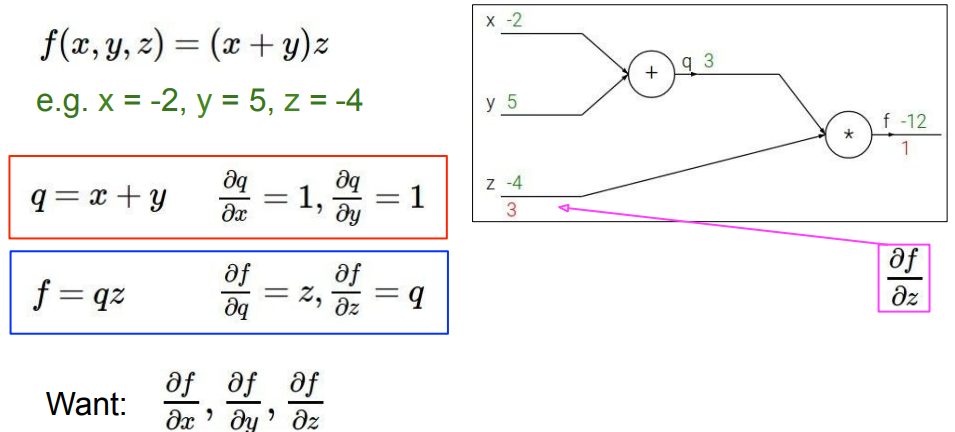 f(x, y, z) = (x + y)z
e.g. x = -2, y = 5, z = -4
q = x + y ∂q/∂x = 1, ∂q/∂y = 1
f = qz ∂f/∂q = z, ∂f/∂z = q
Want: ∂f/∂x, ∂f/∂y, ∂f/∂z
x -2
+
q 3
y 5
*
f -12
1
z -4
3
∂f/∂z